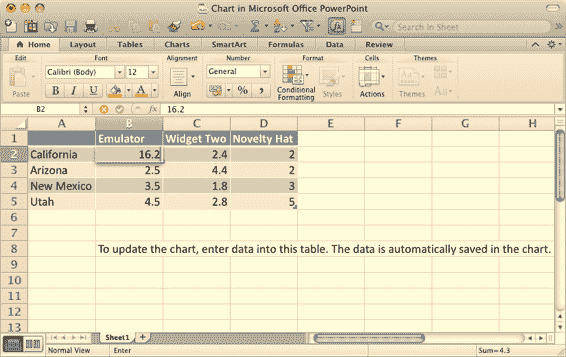 Chart in Microsoft Office PowerPoint
Search in Sheet
Home Layout Tables Charts SmartArt Formulas Data Review
Edit Font Alignment Number Format Cells Themes
Calibri (Body) 12 General
Paste B I U A Align % , Conditional Formatting Styles Actions Themes Aa
B2 fx 16.2
A B C D E F G H
1 Emulator Widget Two Novelty Hat
2 California 16.2 2.4 2
3 Arizona 2.5 4.4 2
4 New Mexico 3.5 1.8 3
5 Utah 4.5 2.8 5
6
7
8 To update the chart, enter data into this table. The data is automatically saved in the chart.
9
10
11
12
13
Sheet1
Normal View Enter Sum=4.3